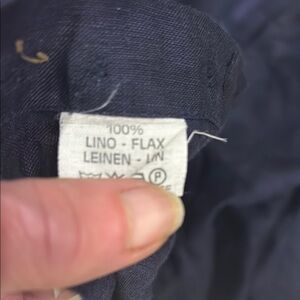 100%
LINO - FLAX
LEINEN - LIN
P